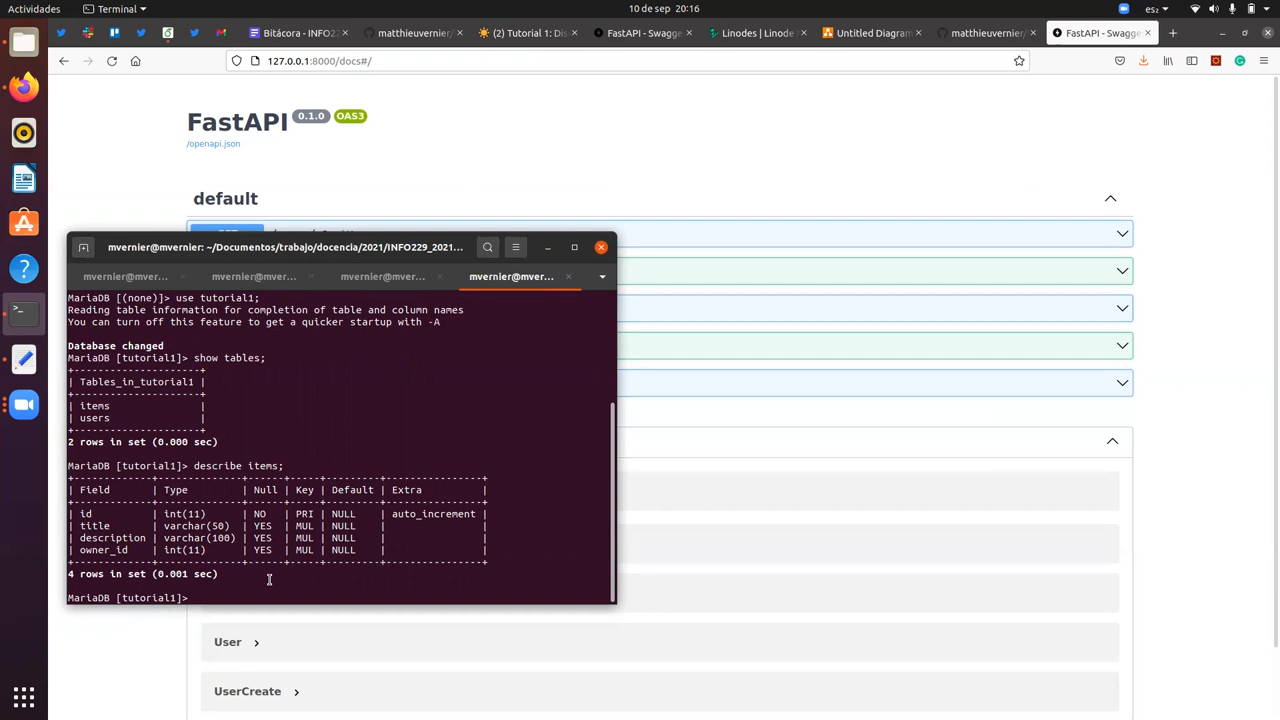 Actividades
Terminal
10 de sep 20:16
es₂
Bitácora - INFO22
matthieuvernier/
(2) Tutorial 1: Dis
FastAPI - Swagge
Linodes | Linode
Untitled Diagram
matthieuvernier/
FastAPI - Swagge
127.0.0.1:8000/docs#/
FastAPI 0.1.0 OAS3
/openapi.json
default
mvernier@mvernier: ~/Documentos/trabajo/docencia/2021/INFO229_2021...
mvernier@mver...
mvernier@mver...
mvernier@mver...
mvernier@mver...
MariaDB [(none)]> use tutorial1;
Reading table information for completion of table and column names
You can turn off this feature to get a quicker startup with -A
Database changed
MariaDB [tutorial1]> show tables;
+---------------------+
| Tables_in_tutorial1 |
+---------------------+
| items               |
| users               |
+---------------------+
2 rows in set (0.000 sec)
MariaDB [tutorial1]> describe items;
+-------------+--------------+------+-----+---------+----------------+
| Field       | Type         | Null | Key | Default | Extra          |
+-------------+--------------+------+-----+---------+----------------+
| id          | int(11)      | NO   | PRI | NULL    | auto_increment |
| title       | varchar(50)  | YES  | MUL | NULL    |                |
| description | varchar(100) | YES  | MUL | NULL    |                |
| owner_id    | int(11)      | YES  | MUL | NULL    |                |
+-------------+--------------+------+-----+---------+----------------+
4 rows in set (0.001 sec)
MariaDB [tutorial1]>
User
UserCreate